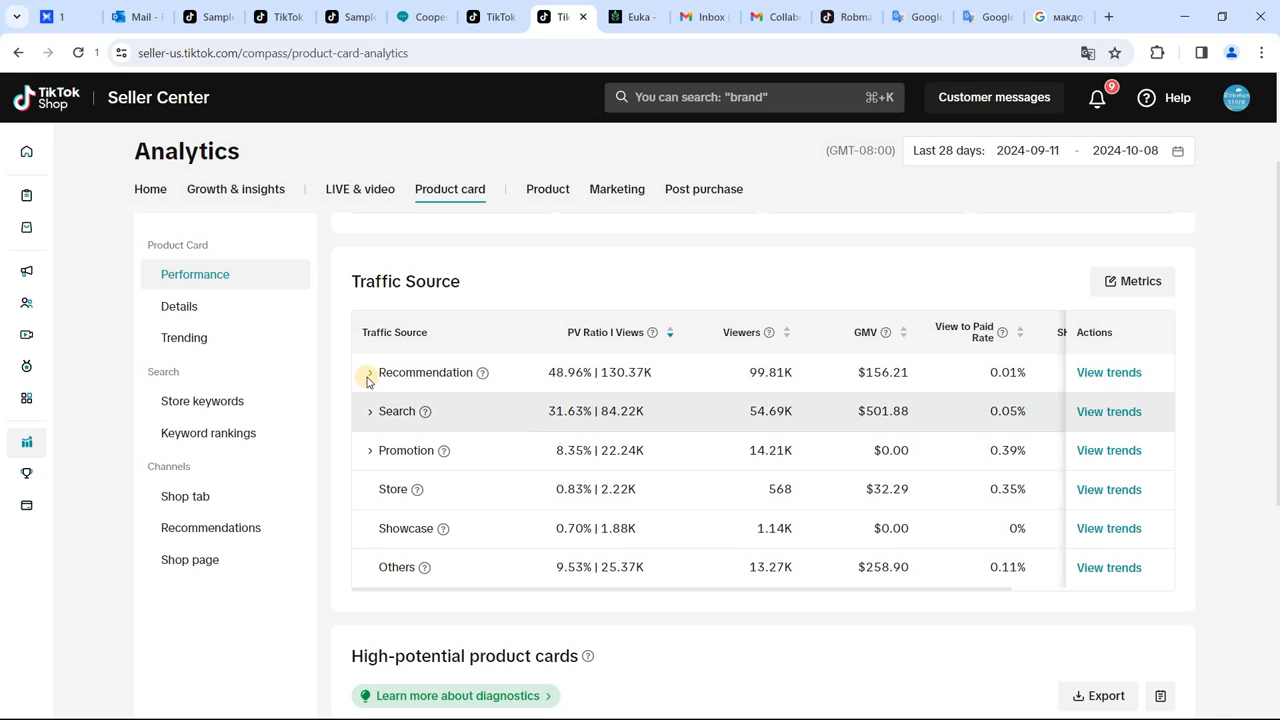 1
Mail - F
Sampl
TikTok
Sampl
Coope
TikTok
Tik
Euka -
Inbox (
Collab
Robma
Google
Google
макдо
seller-us.tiktok.com/compass/product-card-analytics
1
TikTok Shop
Seller Center
You can search: "brand"
⌘+K
Customer messages
9
Help
Analytics
(GMT-08:00)
Last 28 days: 2024-09-11 - 2024-10-08
Home
Growth & insights
LIVE & video
Product card
Product
Marketing
Post purchase
Product Card
Performance
Details
Trending
Search
Store keywords
Keyword rankings
Channels
Shop tab
Recommendations
Shop page
Traffic Source
Metrics
Traffic Source PV Ratio I Views Viewers GMV View to Paid Rate Actions
Recommendation 48.96% | 130.37K 99.81K $156.21 0.01% View trends
Search 31.63% | 84.22K 54.69K $501.88 0.05% View trends
Promotion 8.35% | 22.24K 14.21K $0.00 0.39% View trends
Store 0.83% | 2.22K 568 $32.29 0.35% View trends
Showcase 0.70% | 1.88K 1.14K $0.00 0% View trends
Others 9.53% | 25.37K 13.27K $258.90 0.11% View trends
High-potential product cards
Learn more about diagnostics
Export